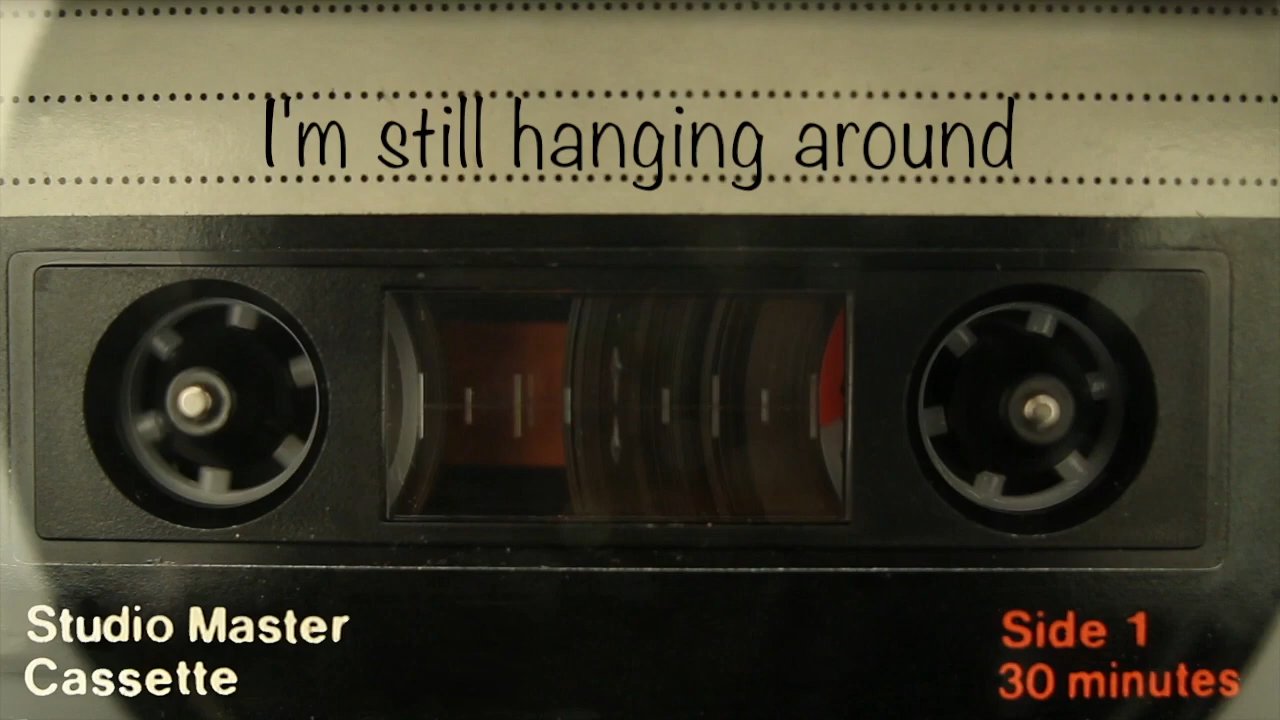 I'm still hanging around
Studio Master
Cassette
Side 1
30 minutes